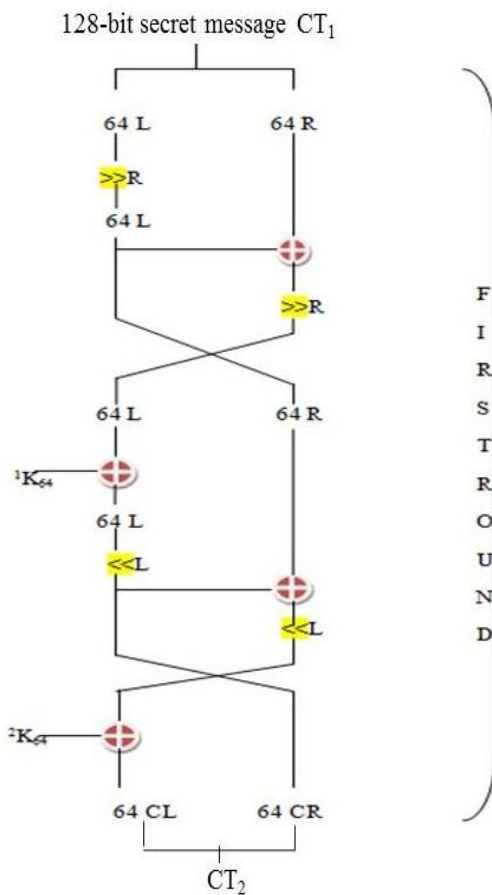 128-bit secret message CT₁
64 L 64 R
>>R
64 L
>>R
64 L 64 R
¹K₆₄
64 L
<<L
<<L
²K₆₄
64 CL 64 CR
CT₂
F
I
R
S
T
R
O
U
N
D